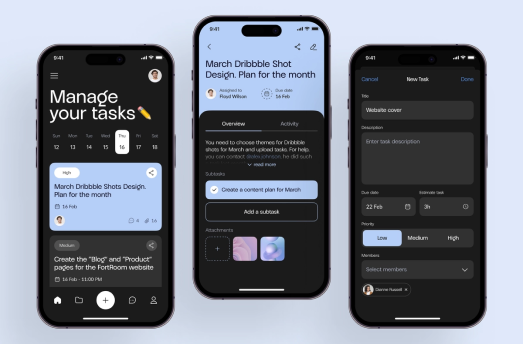 9:41
Manage
your tasks
Sun Mon Tue Wed Thu Fri Sat
12 13 14 15 16 17 18
High
March Dribbble Shots Design.
Plan for the month
16 Feb
4 16
Medium
Create the "Blog" and "Product"
pages for the FortRoom website
16 Feb - 11:00 PM
9:41
March Dribbble Shot
Design. Plan for the month
Assigned to
Floyd Wilson
Due date
16 Feb
Overview Activity
You need to choose themes for Dribbble
shots for March and upload tasks. For help,
you can contact he did such
read more
Subtasks
Create a content plan for March
Add a subtask
Attachments
+
9:41
Cancel New Task Done
Title
Website cover
Description
Enter task description
Due date Estimate task
22 Feb 3h
Priority
Low Medium High
Members
Select members
Dianne Russell ×